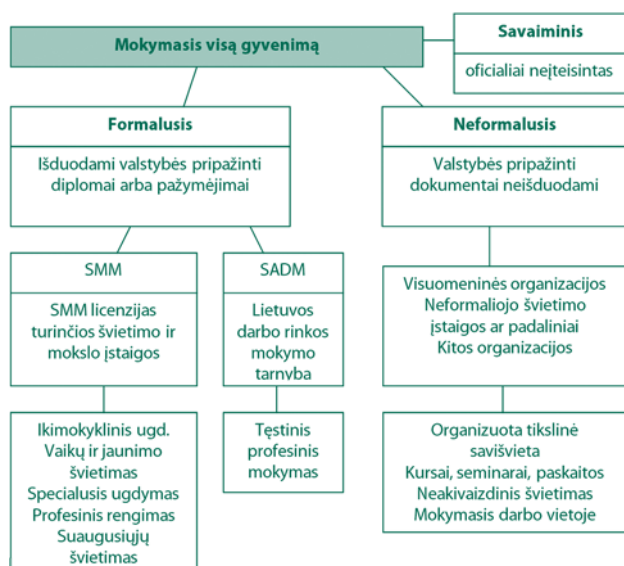 Mokymasis visą gyvenimą
Savaiminis
oficialiai neįteisintas
Formalusis
Išduodami valstybės pripažinti
diplomai arba pažymėjimai
Neformalusis
Valstybės pripažinti
dokumentai neišduodami
SMM
SMM licenzijas
turinčios švietimo ir
mokslo įstaigos
SADM
Lietuvos
darbo rinkos
mokymo
tarnyba
Visuomeninės organizacijos
Neformaliojo švietimo
įstaigos ar padaliniai
Kitos organizacijos
Ikimokyklinis ugd.
Vaikų ir jaunimo
švietimas
Specialusis ugdymas
Profesinis rengimas
Suaugusiųjų
švietimas
Tęstinis
profesinis
mokymas
Organizuota tikslinė
savišvieta
Kursai, seminarai, paskaitos
Neakivaizdinis švietimas
Mokymasis darbo vietoje